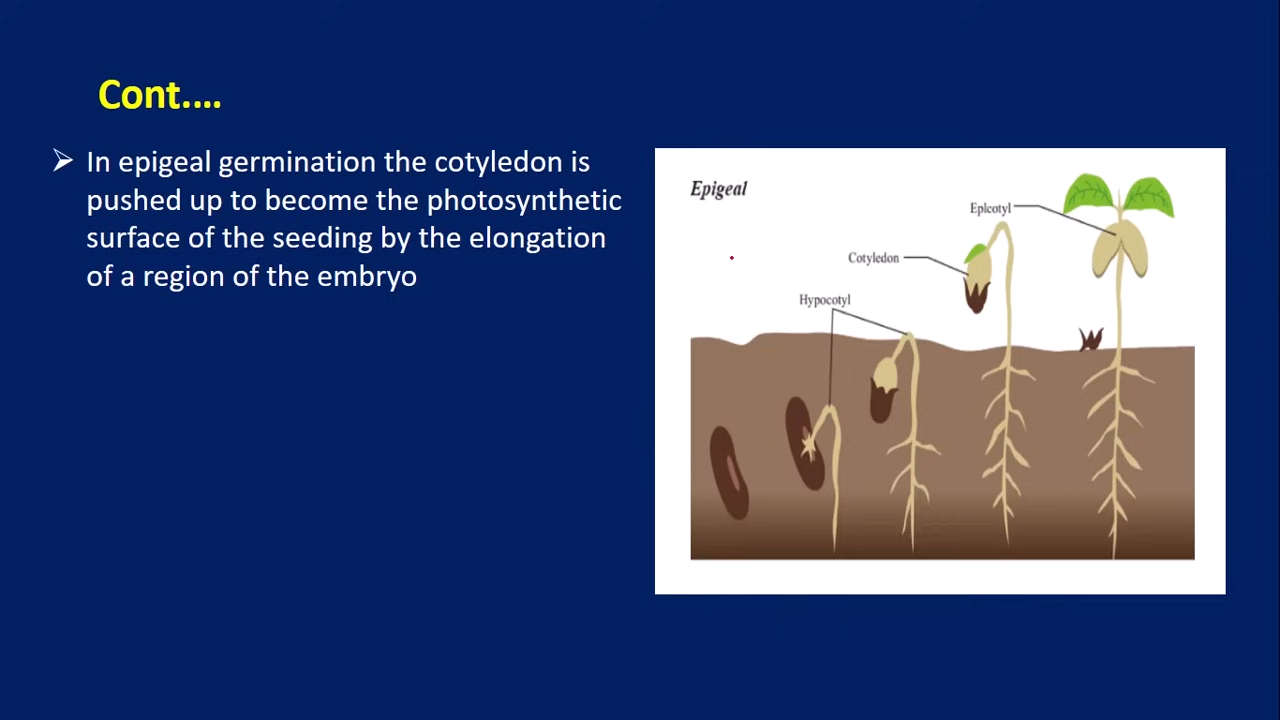 Cont....
In epigeal germination the cotyledon is
pushed up to become the photosynthetic
surface of the seeding by the elongation
of a region of the embryo
Epigeal
Eplcotyl
Cotyledon
Hypocotyl